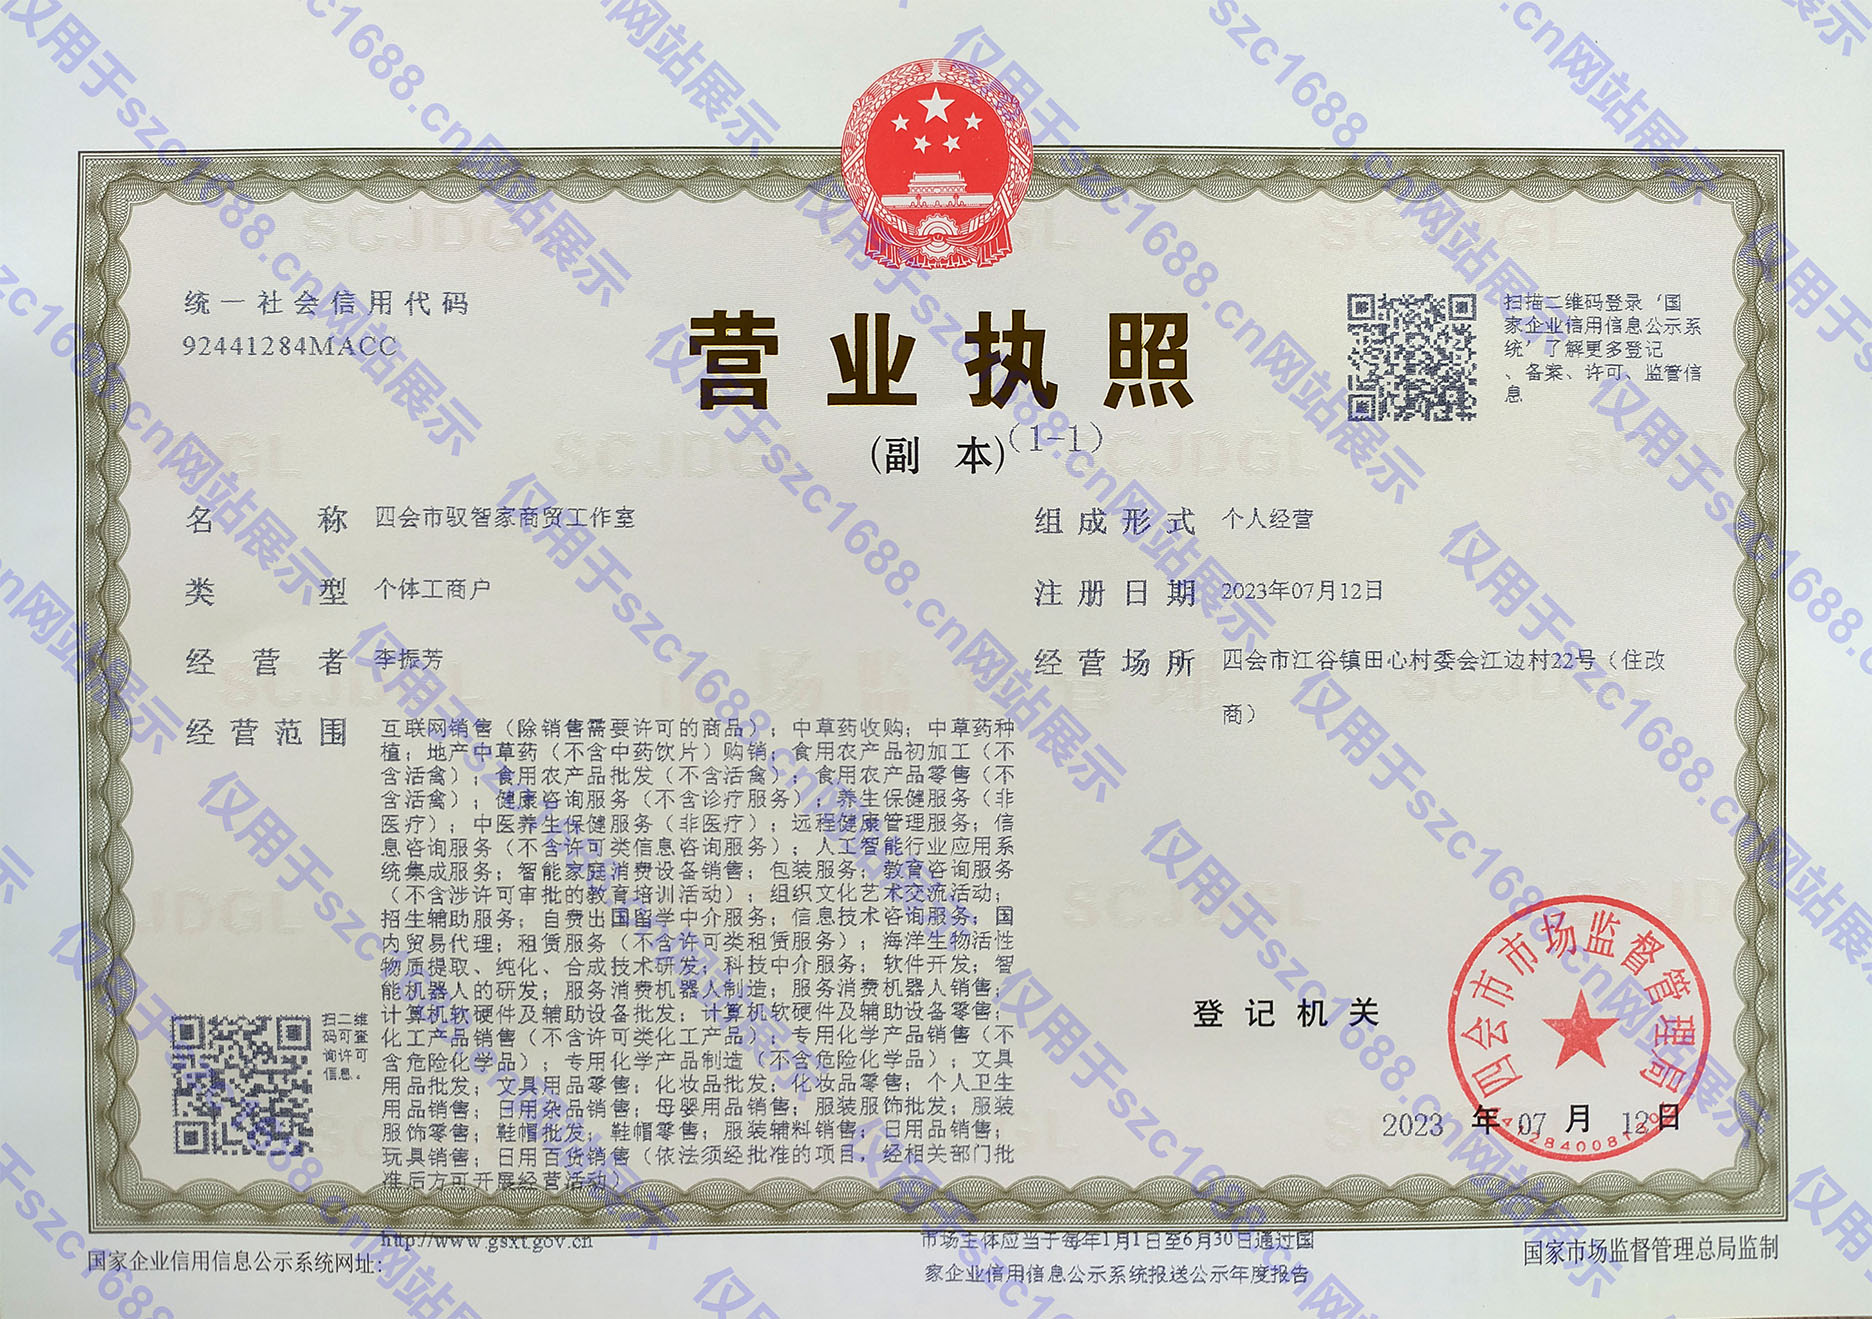 统一社会信用代码
92441284MACC
营业执照
(副 本)(1-1)
扫描二维码登录‘国
家企业信用信息公示系
统’了解更多登记
、备案、许可、监管信
息
名 称 四会市驭智家商贸工作室
类 型 个体工商户
经营者 李振芳
组成形式 个人经营
注册日期 2023年07月12日
经营场所 四会市江谷镇田心村委会江边村22号（住改
商）
经营范围
互联网销售（除销售需要许可的商品）；中草药收购；中草药种
植；地产中草药（不含中药饮片）购销；食用农产品初加工（不
含活禽）；食用农产品批发（不含活禽）；食用农产品零售（不
含活禽）；健康咨询服务（不含诊疗服务）；养生保健服务（非
医疗）；中医养生保健服务（非医疗）；远程健康管理服务；信
息咨询服务（不含许可类信息咨询服务）；人工智能行业应用系
统集成服务；智能家庭消费设备销售；包装服务；教育咨询服务
（不含涉许可审批的教育培训活动）；组织文化艺术交流活动；
招生辅助服务；自费出国留学中介服务；信息技术咨询服务；国
内贸易代理；租赁服务（不含许可类租赁服务）；海洋生物活性
物质提取、纯化、合成技术研发；科技中介服务；软件开发；智
能机器人的研发；服务消费机器人制造；服务消费机器人销售；
计算机软硬件及辅助设备批发；计算机软硬件及辅助设备零售；
化工产品销售（不含许可类化工产品）；专用化学产品销售（不
含危险化学品）；专用化学产品制造（不含危险化学品）；文具
用品批发；文具用品零售；化妆品批发；化妆品零售；个人卫生
用品销售；日用杂品销售；母婴用品销售；服装服饰批发；服装
服饰零售；鞋帽批发；鞋帽零售；服装辅料销售；日用品销售；
玩具销售；日用百货销售（依法须经批准的项目，经相关部门批
准后方可开展经营活动）
扫二维
码可查
询许可
信息。
登记机关
四会市市场监督管理局
2023 年 07 月 12日
国家企业信用信息公示系统网址:
http://www.gsxt.gov.cn
市场主体应当于每年1月1日至6月30日通过国
家企业信用信息公示系统报送公示年度报告
国家市场监督管理总局监制
仅用于szc1688.cn网站展示